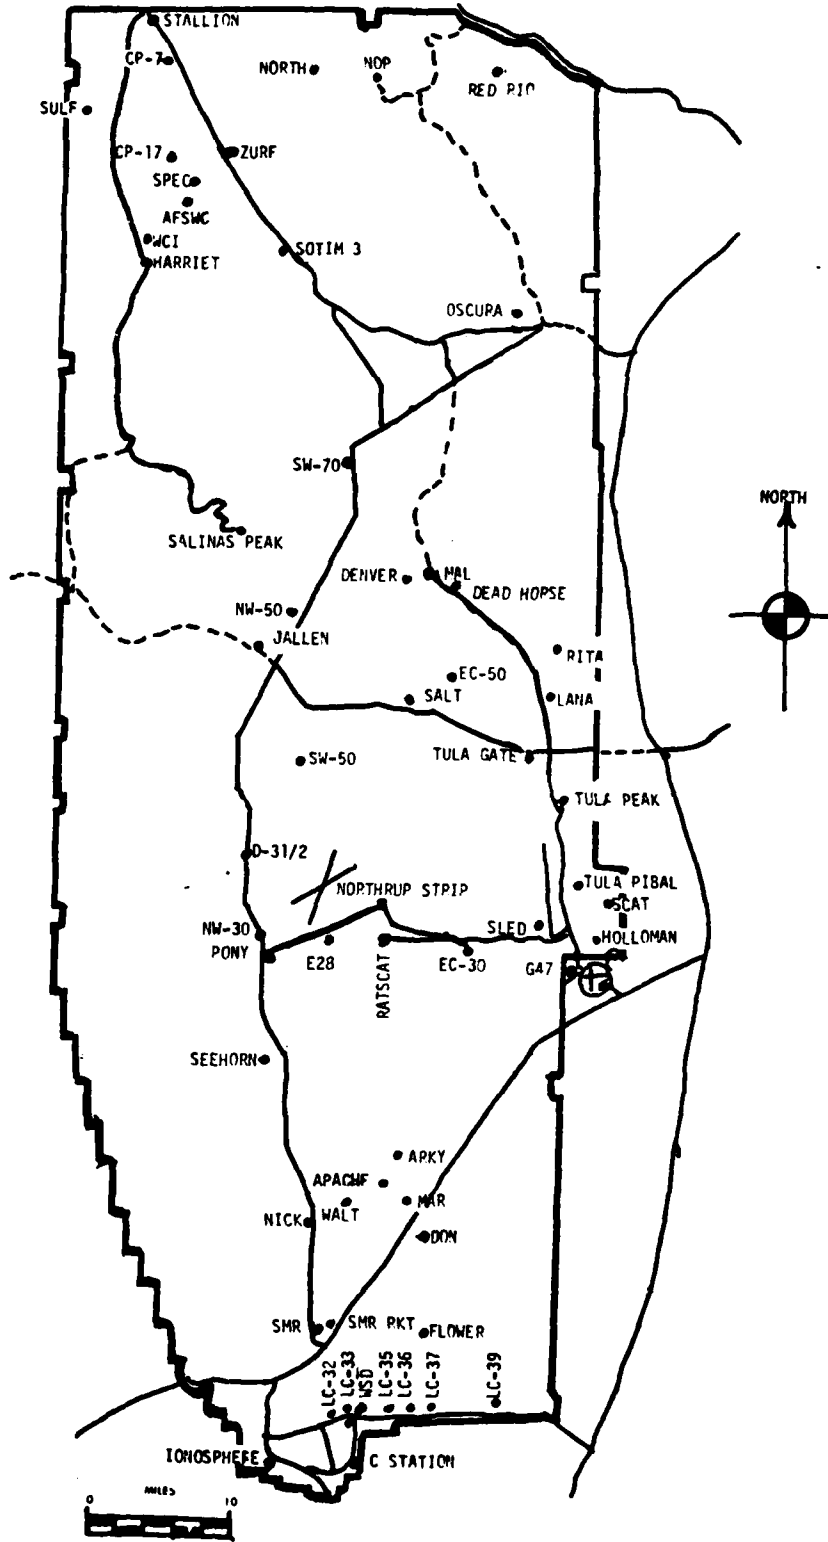 STALLION
CP-7
NORTH
NOP
RED RIO
SULF
CP-17
ZURF
SPEC
AFSWC
WCI
HARRIET
SOTIM 3
OSCURA
SW-70
NORTH
SALINAS PEAK
DENVER
MAL
DEAD HORSE
NW-50
JALLEN
RITA
EC-50
SALT
LANA
TULA GATE
SW-50
TULA PEAK
D-31/2
NORTHRUP STRIP
TULA PIBAL
SCAT
NW-30
SLED
HOLLOMAN
PONY
E28
RATSCAT
EC-30
G47
SEEHORN
ARKY
APACHE
WALT
MAR
NICK
DON
SMR
SMR RKT
FLOWER
LC-32
LC-33
WSD
LC-35
LC-36
LC-37
LC-39
IONOSPHERE
C STATION
0 MILES 10